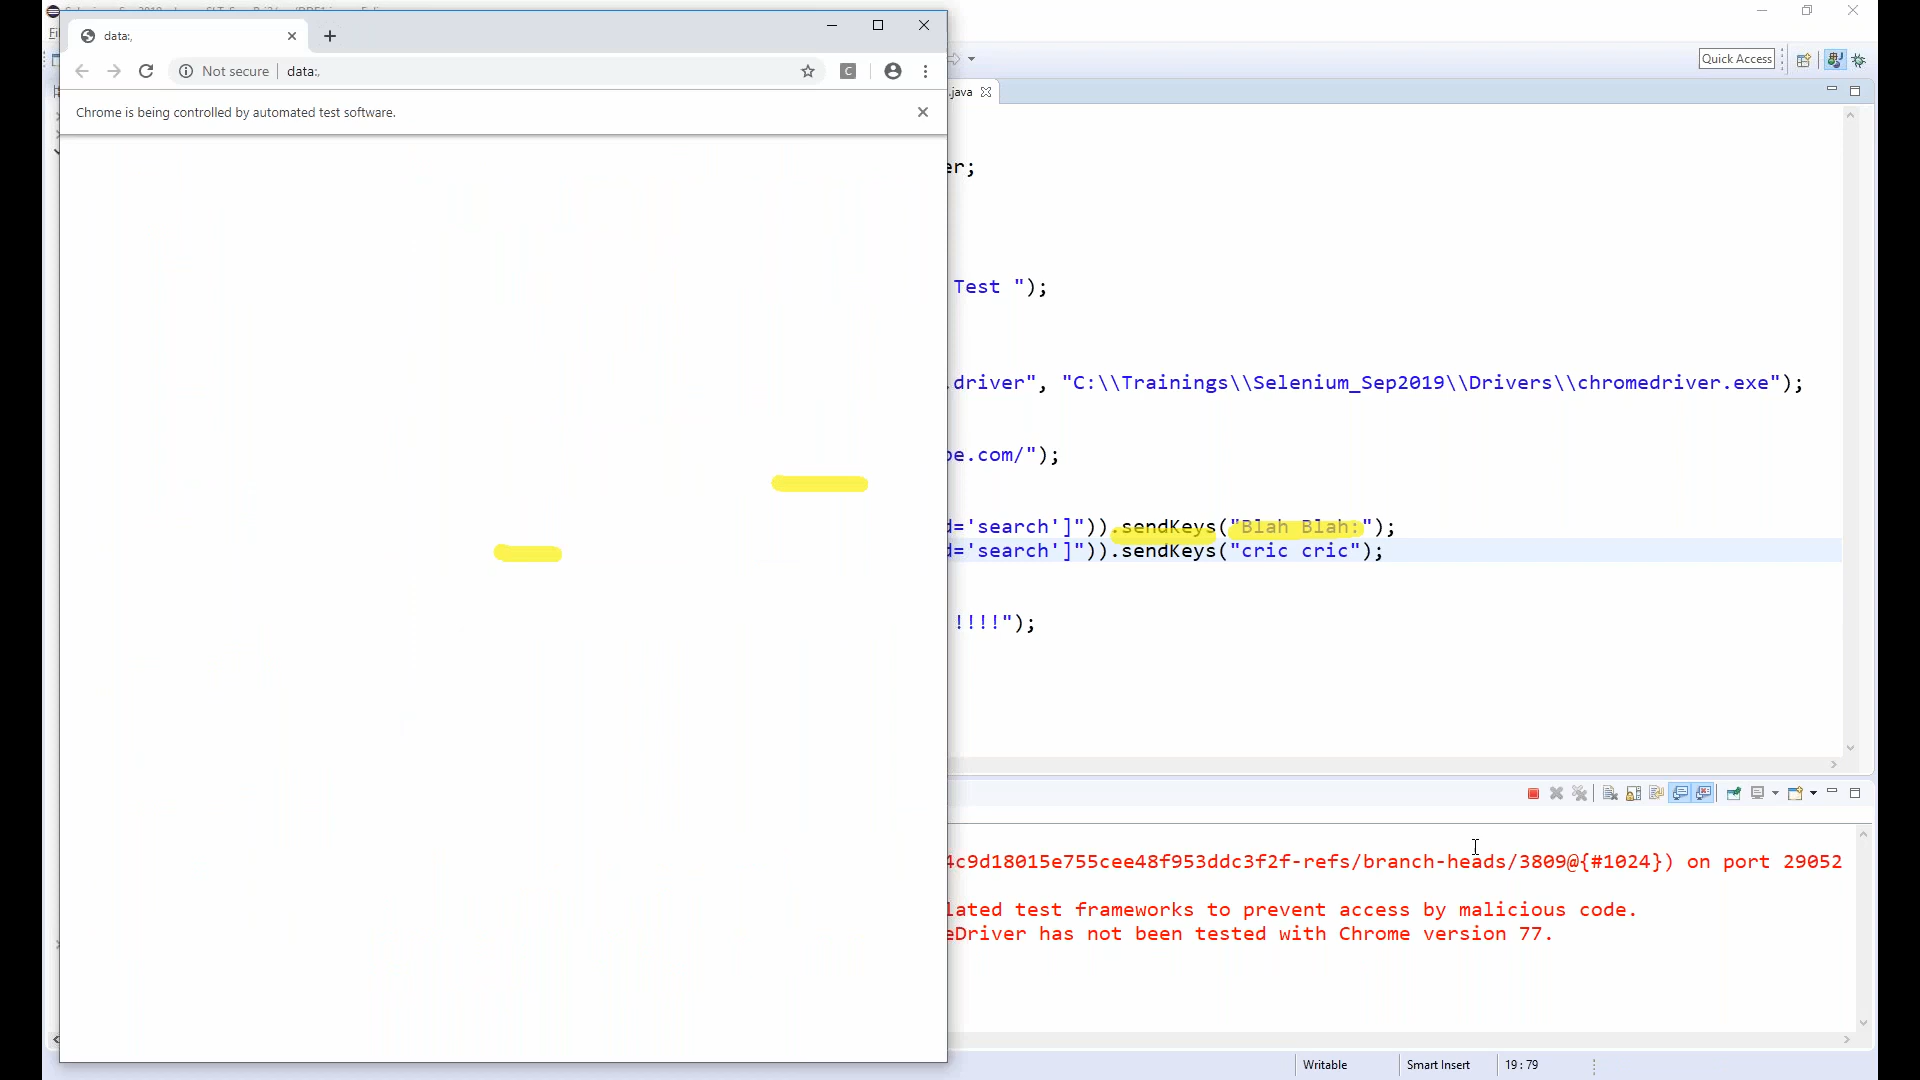 data:,
Not secure data:,
Chrome is being controlled by automated test software.
Quick Access
.java
er;
Test ");
.driver", "C:\\Trainings\\Selenium_Sep2019\\Drivers\\chromedriver.exe");
be.com/");
d='search']")).sendKeys("Blah Blah:");
d='search']")).sendKeys("cric cric");
!!!!");
4c9d18015e755cee48f953ddc3f2f-refs/branch-heads/3809@{#1024}) on port 29052
lated test frameworks to prevent access by malicious code.
eDriver has not been tested with Chrome version 77.
Writable
Smart Insert
19 : 79